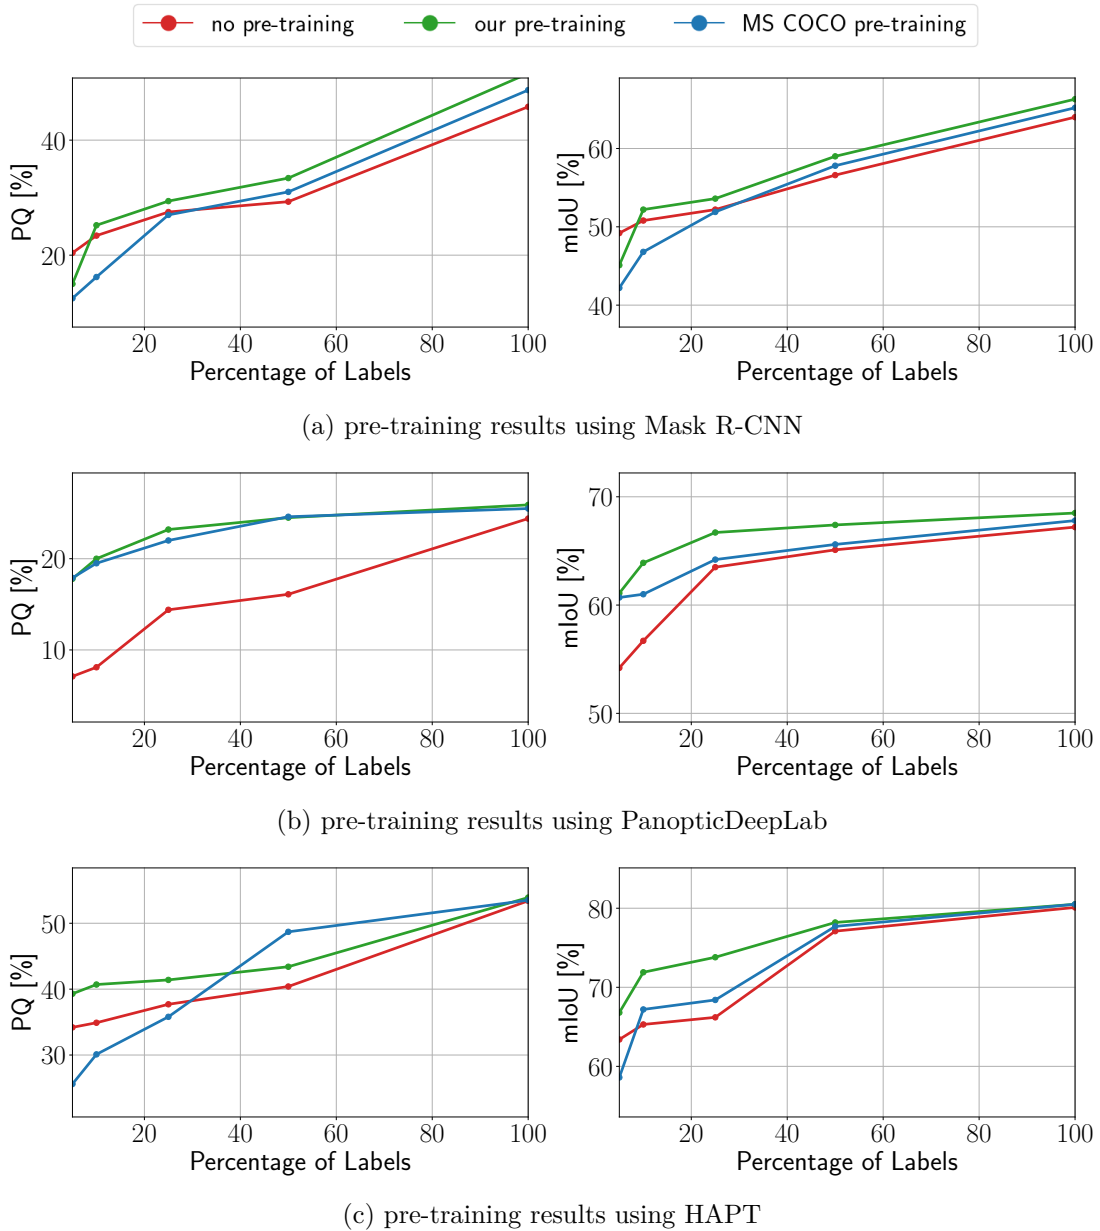 no pre-training our pre-training MS COCO pre-training
PQ [%]
40
20
20 40 60 80 100
Percentage of Labels
mIoU [%]
60
50
40
20 40 60 80 100
Percentage of Labels
(a) pre-training results using Mask R-CNN
PQ [%]
20
10
20 40 60 80 100
Percentage of Labels
mIoU [%]
70
60
50
20 40 60 80 100
Percentage of Labels
(b) pre-training results using PanopticDeepLab
PQ [%]
50
40
30
20 40 60 80 100
Percentage of Labels
mIoU [%]
80
70
60
20 40 60 80 100
Percentage of Labels
(c) pre-training results using HAPT